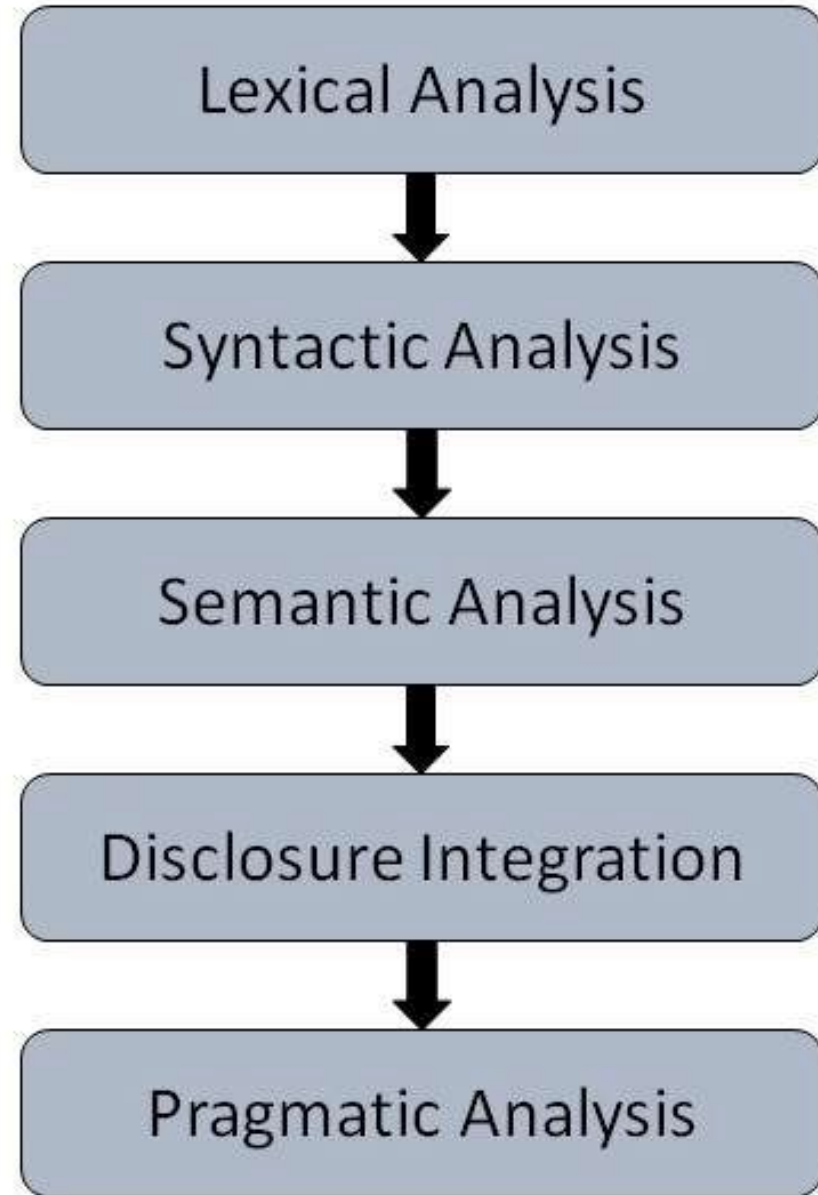 Lexical Analysis
Syntactic Analysis
Semantic Analysis
Disclosure Integration
Pragmatic Analysis